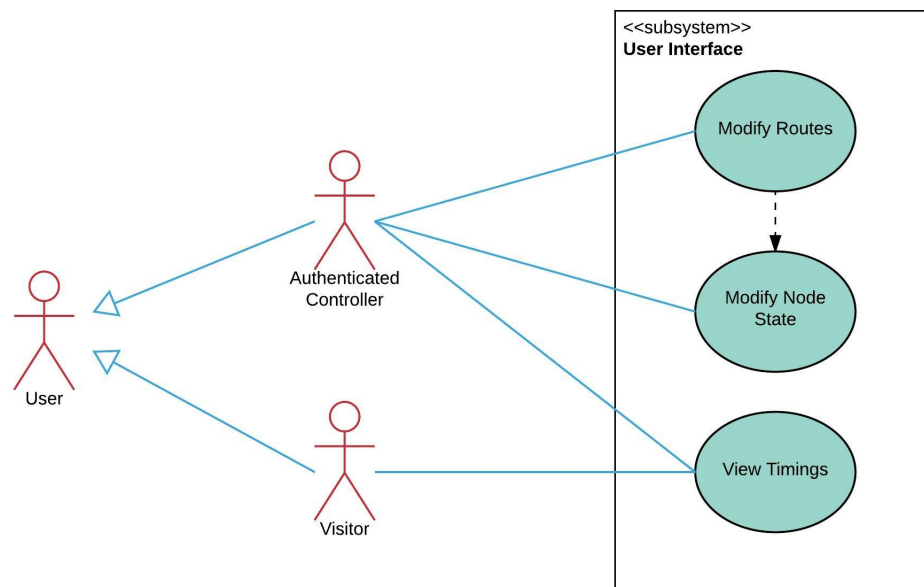 <<subsystem>>
User Interface
Modify Routes
Authenticated
Controller
Modify Node
State
User
View Timings
Visitor